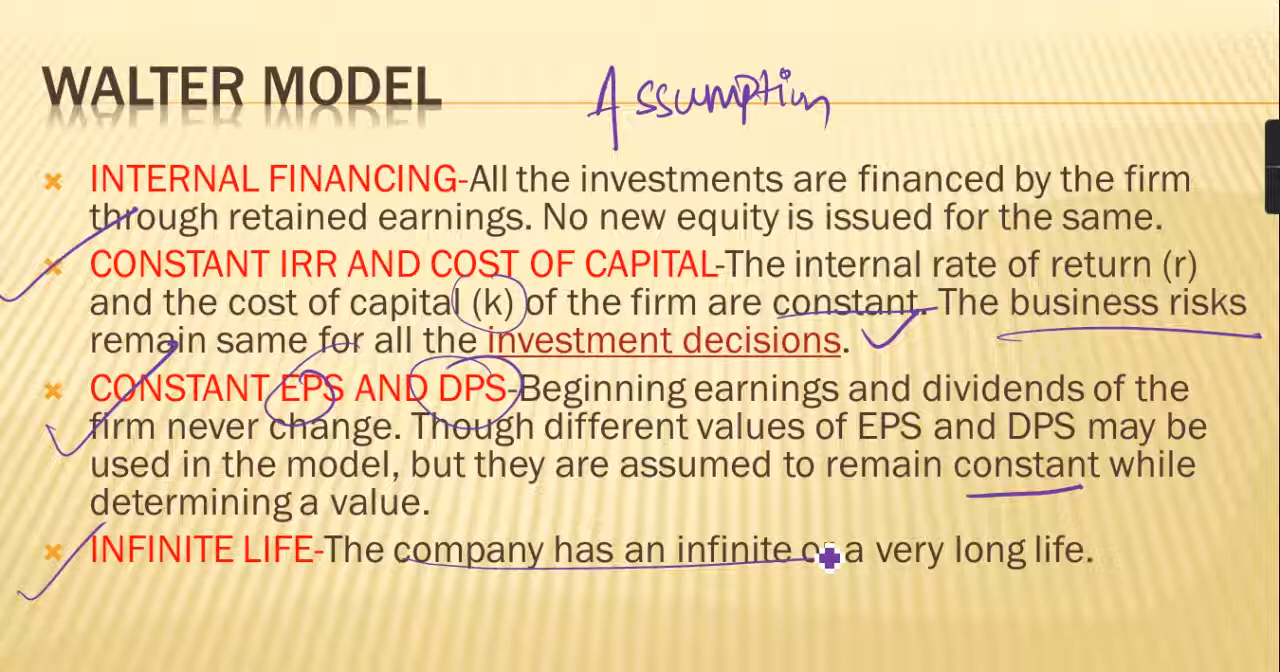 WALTER MODEL
Assumption
INTERNAL FINANCING-All the investments are financed by the firm
through retained earnings. No new equity is issued for the same.
CONSTANT IRR AND COST OF CAPITAL-The internal rate of return (r)
and the cost of capital (k) of the firm are constant. The business risks
remain same for all the investment decisions.
CONSTANT EPS AND DPS-Beginning earnings and dividends of the
firm never change. Though different values of EPS and DPS may be
used in the model, but they are assumed to remain constant while
determining a value.
INFINITE LIFE-The company has an infinite or a very long life.